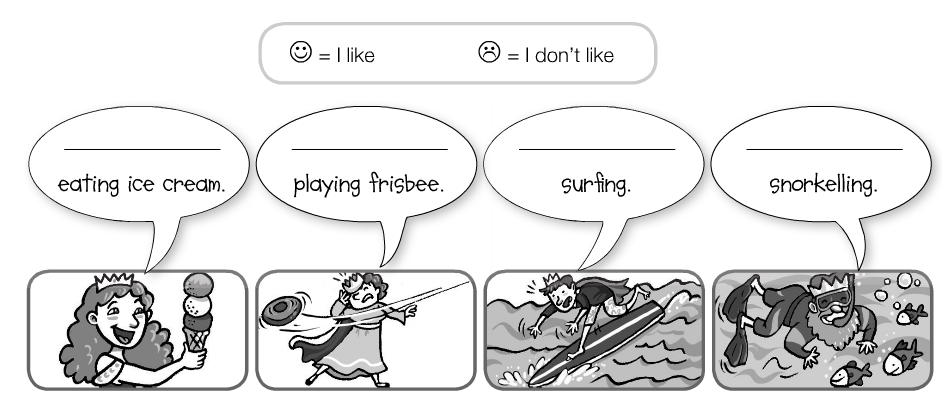 ☺ = I like
☹ = I don't like
eating ice cream.
playing frisbee.
surfing.
snorkelling.